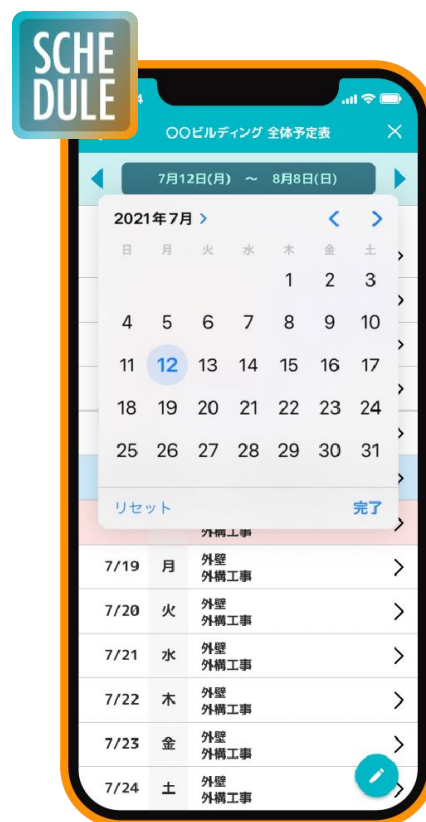 SCHE
DULE
4
〇〇ビルディング 全体予定表
7月12日(月) ～ 8月8日(日)
2021年7月
日 月 火 水 木 金 土
1 2 3
4 5 6 7 8 9 10
11 12 13 14 15 16 17
18 19 20 21 22 23 24
25 26 27 28 29 30 31
リセット 完了
外構工事
7/19 月 外壁
外構工事
7/20 火 外壁
外構工事
7/21 水 外壁
外構工事
7/22 木 外壁
外構工事
7/23 金 外壁
外構工事
7/24 土 外壁
外構工事